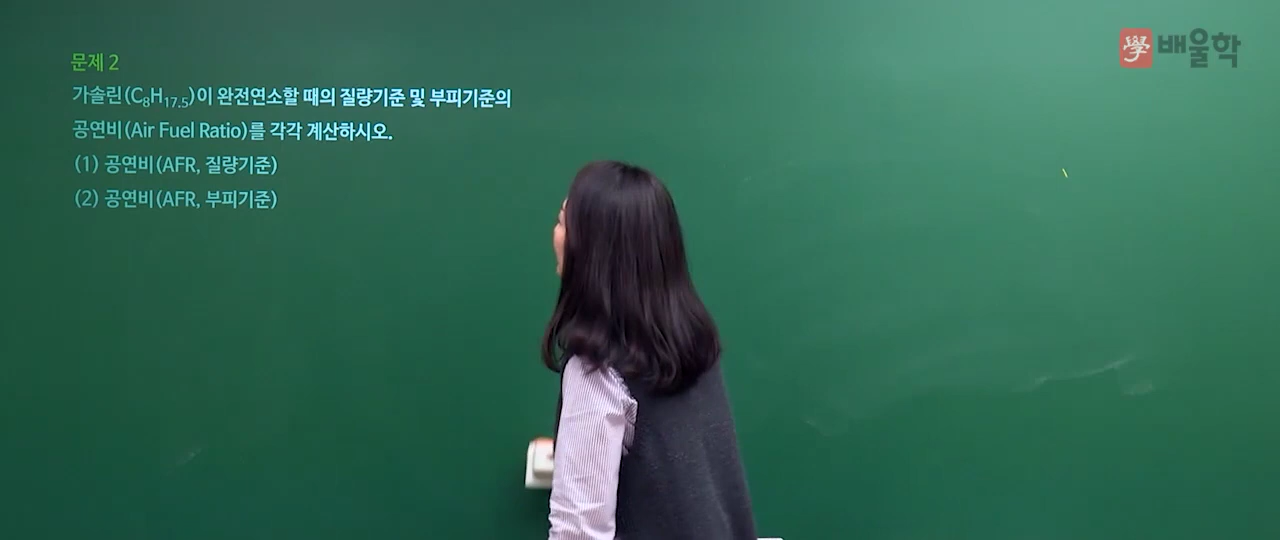 學 배울학
문제 2
가솔린(C₈H₁₇.₅)이 완전연소할 때의 질량기준 및 부피기준의
공연비(Air Fuel Ratio)를 각각 계산하시오.
(1) 공연비(AFR, 질량기준)
(2) 공연비(AFR, 부피기준)